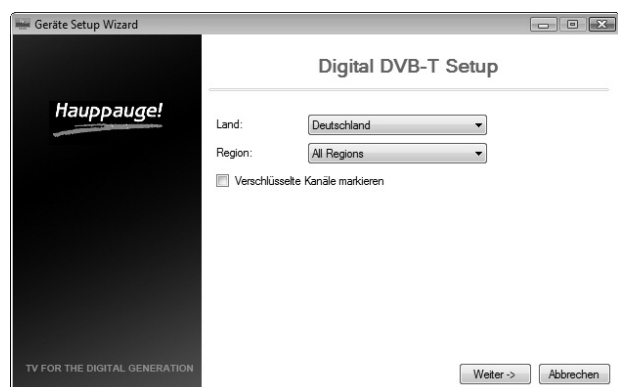 Geräte Setup Wizard
Hauppauge!
TV FOR THE DIGITAL GENERATION
Digital DVB-T Setup
Land: Deutschland
Region: All Regions
Verschlüsselte Kanäle markieren
Weiter -> Abbrechen